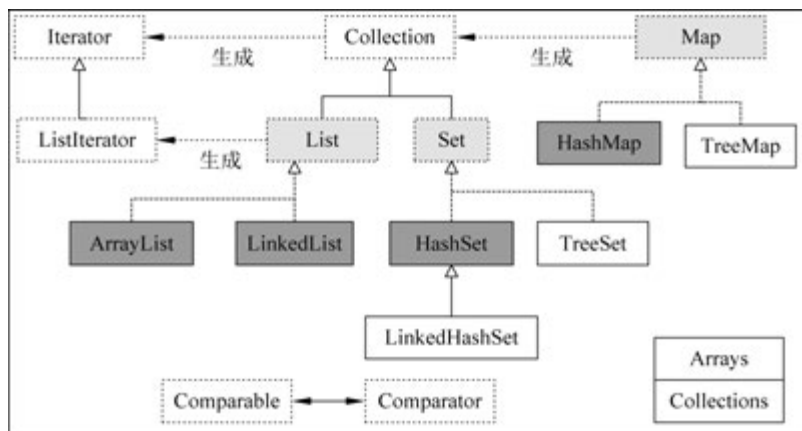 Iterator
生成
Collection
生成
Map
ListIterator
生成
List
Set
HashMap
TreeMap
ArrayList
LinkedList
HashSet
TreeSet
LinkedHashSet
Arrays
Collections
Comparable
Comparator